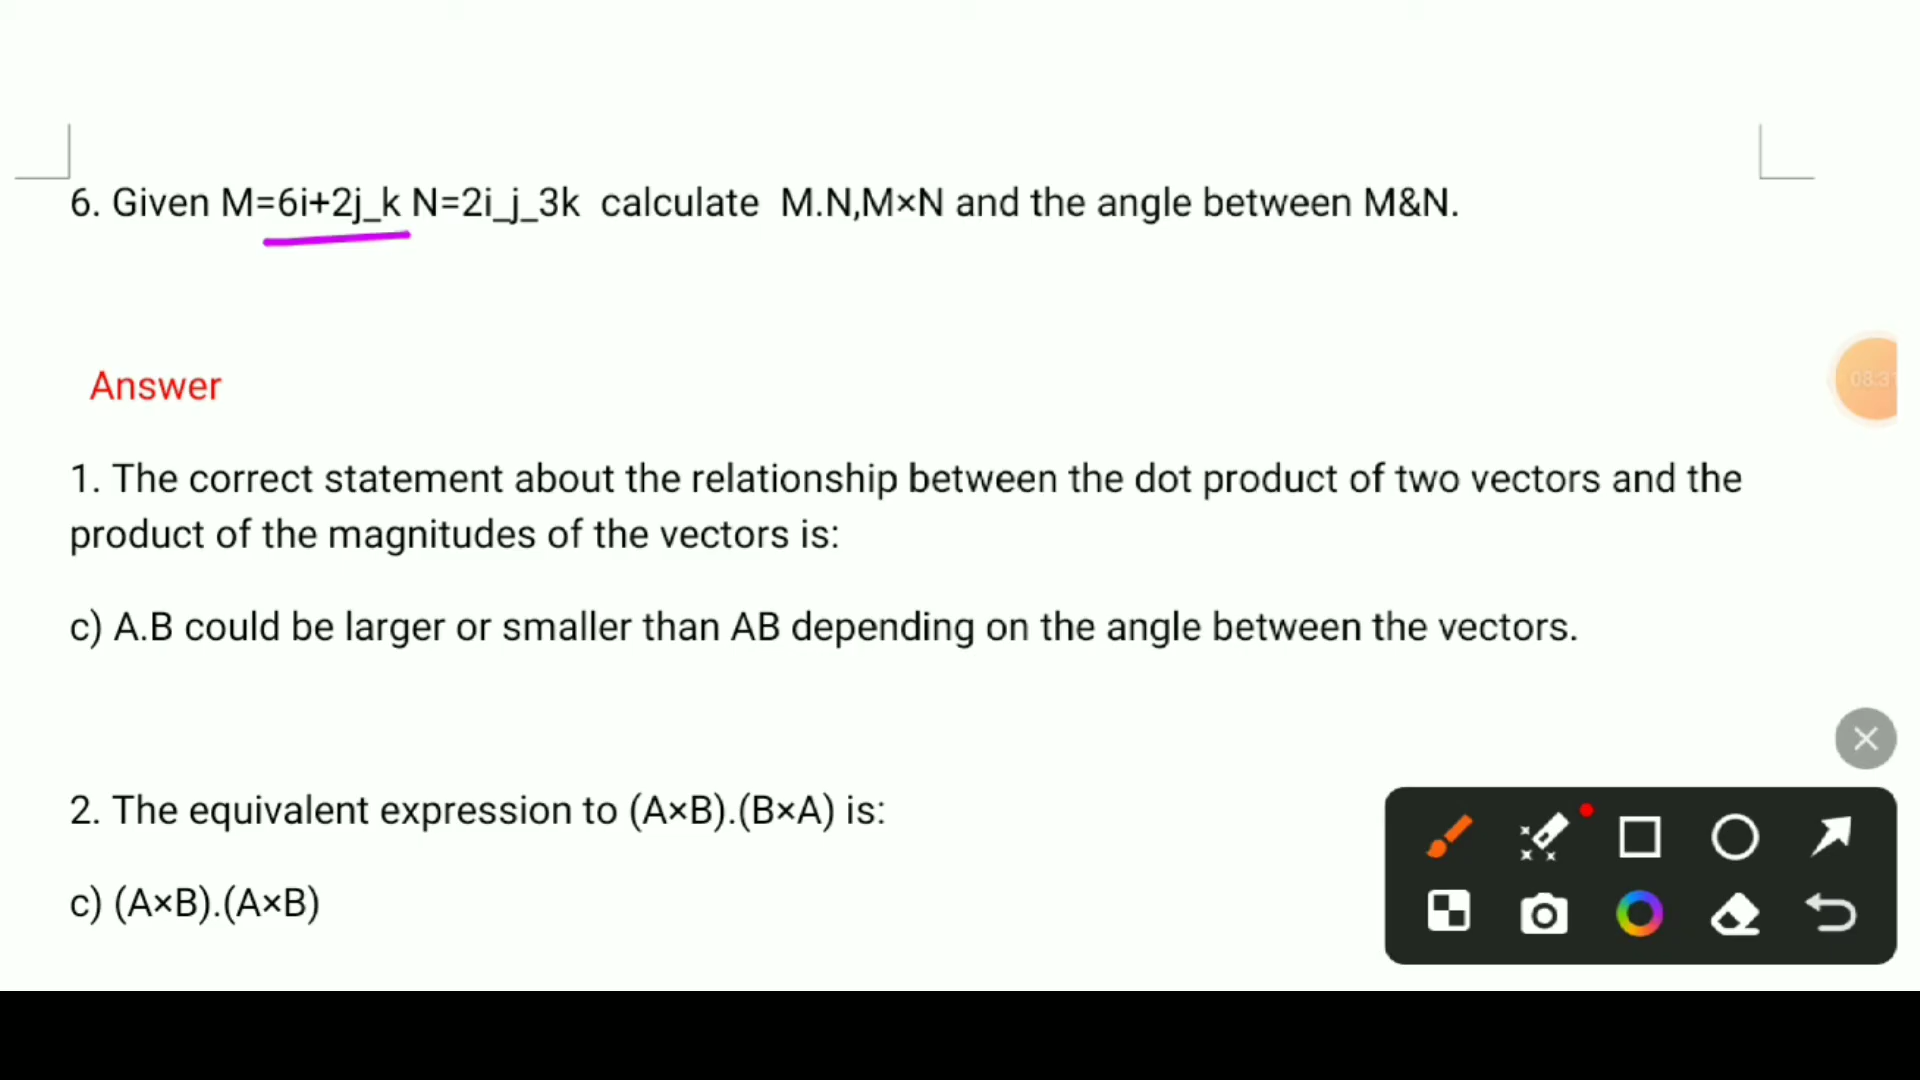 6. Given M=6i+2j_k N=2i_j_3k calculate M.N,M×N and the angle between M&N.
Answer
1. The correct statement about the relationship between the dot product of two vectors and the
product of the magnitudes of the vectors is:
c) A.B could be larger or smaller than AB depending on the angle between the vectors.
2. The equivalent expression to (A×B).(B×A) is:
c) (A×B).(A×B)